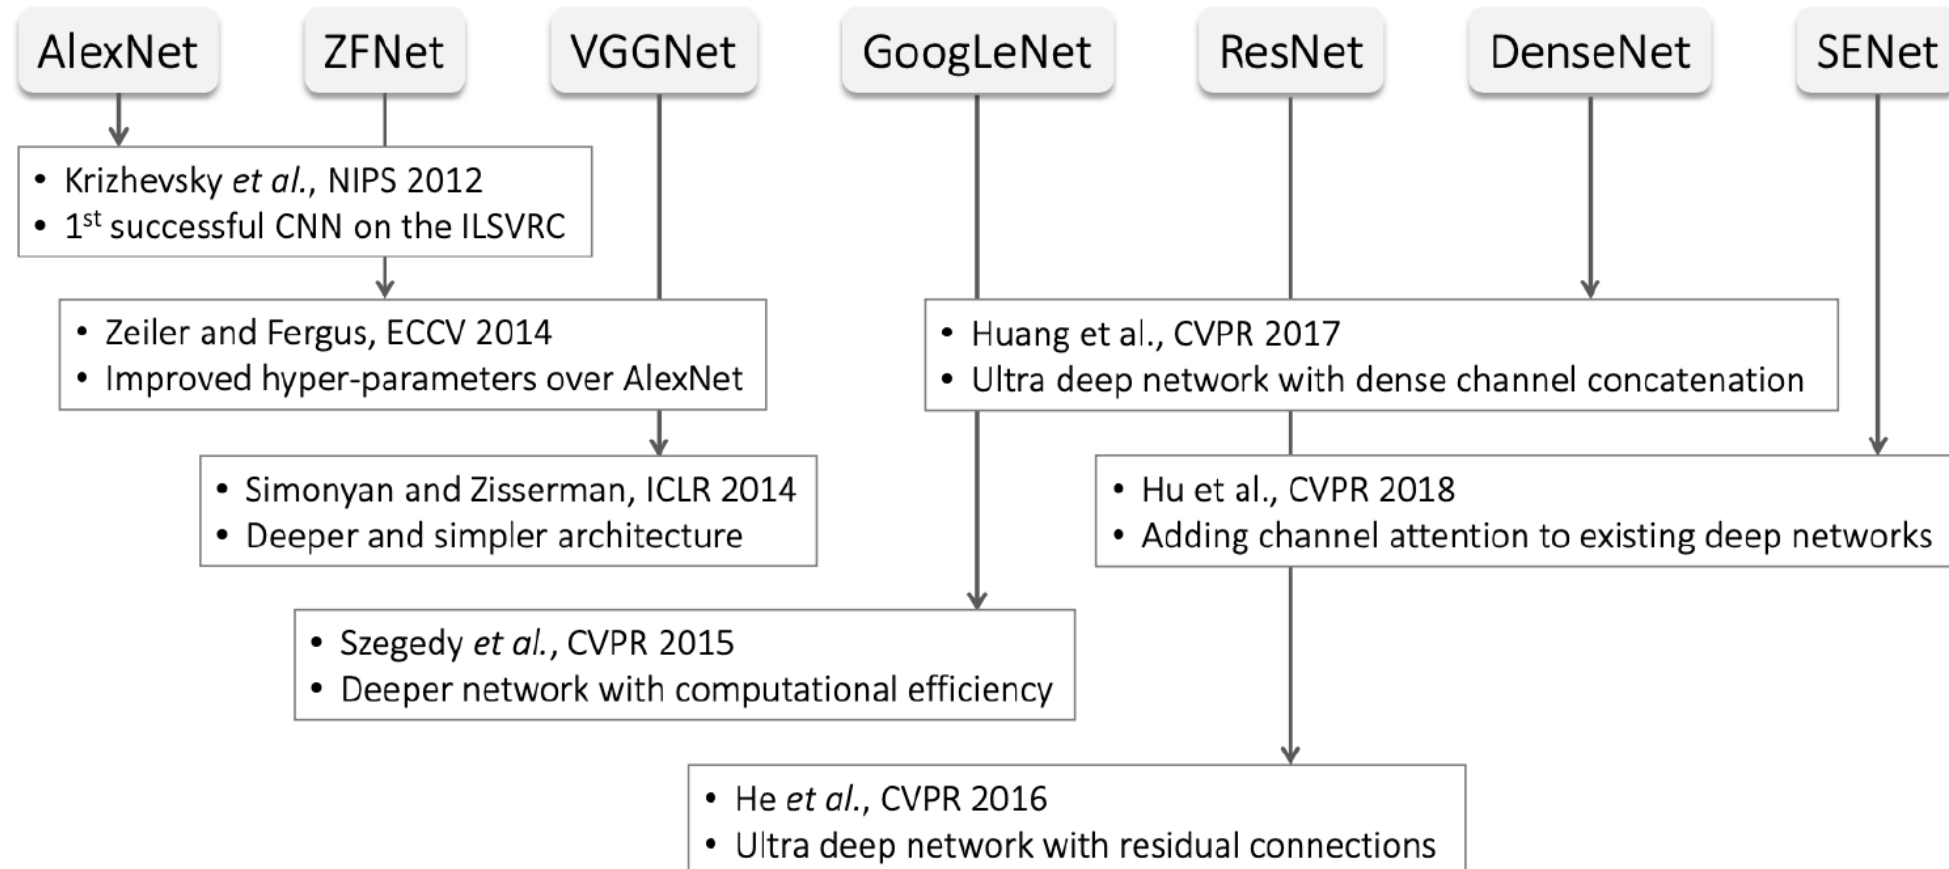 AlexNet
ZFNet
VGGNet
GoogLeNet
ResNet
DenseNet
SENet
• Krizhevsky et al., NIPS 2012
• 1st successful CNN on the ILSVRC
• Zeiler and Fergus, ECCV 2014
• Improved hyper-parameters over AlexNet
• Huang et al., CVPR 2017
• Ultra deep network with dense channel concatenation
• Simonyan and Zisserman, ICLR 2014
• Deeper and simpler architecture
• Hu et al., CVPR 2018
• Adding channel attention to existing deep networks
• Szegedy et al., CVPR 2015
• Deeper network with computational efficiency
• He et al., CVPR 2016
• Ultra deep network with residual connections